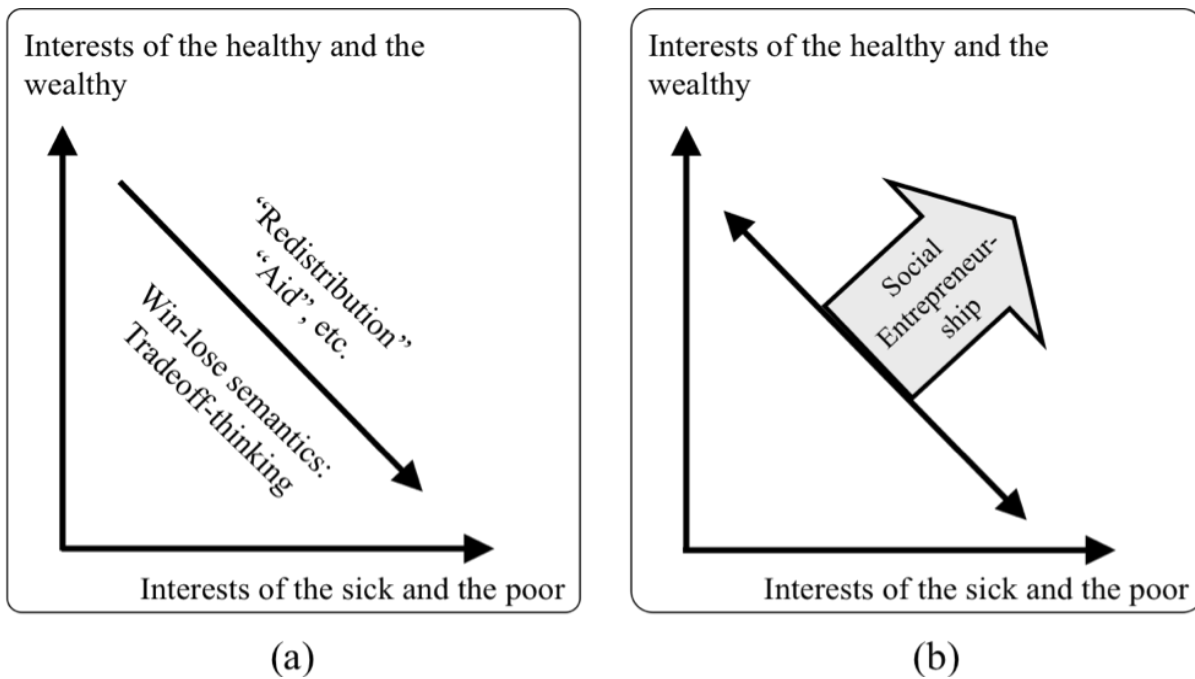 Interests of the healthy and the
wealthy
“Redistribution”
“Aid”, etc.
Win-lose semantics:
Tradeoff-thinking
Interests of the sick and the poor
(a)
Interests of the healthy and the
wealthy
Social
Entrepreneur-
ship
Interests of the sick and the poor
(b)